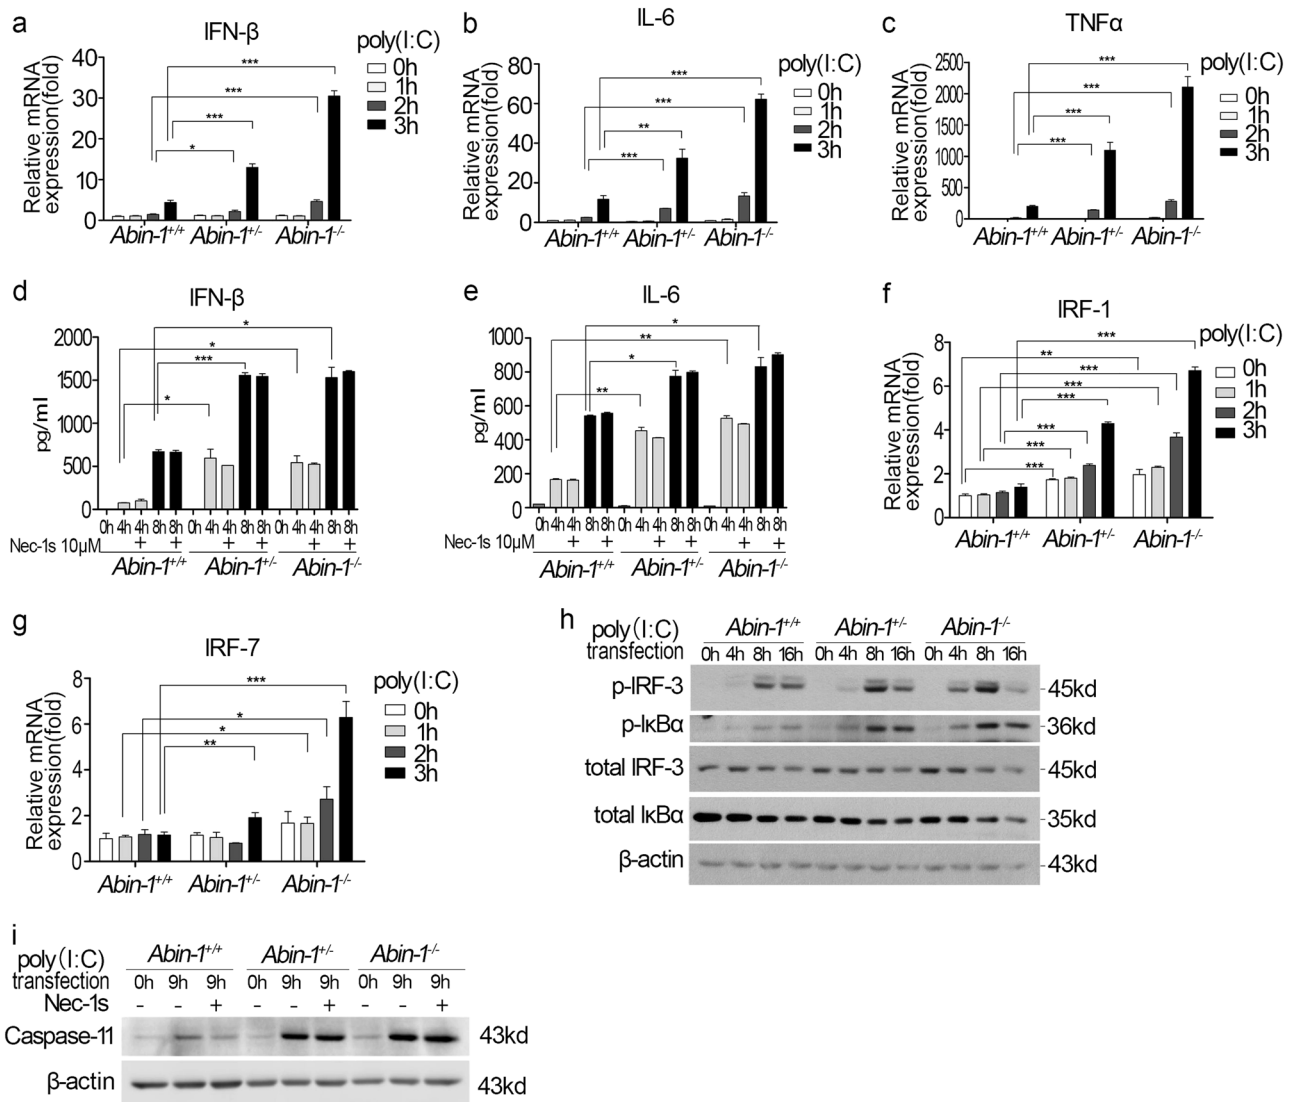 a
IFN-β
poly(I:C)
0h
1h
2h
3h
Relative mRNA
expression(fold)
40
30
20
10
0
***
***
***
*
Abin-1+/+ Abin-1+/- Abin-1-/-
b
IL-6
poly(I:C)
0h
1h
2h
3h
Relative mRNA
expression(fold)
80
60
40
20
0
***
***
**
***
Abin-1+/+ Abin-1+/- Abin-1-/-
c
TNFα
poly(I:C)
0h
1h
2h
3h
Relative mRNA
expression(fold)
2500
2000
1500
1000
500
0
***
***
***
***
Abin-1+/+ Abin-1+/- Abin-1-/-
d
IFN-β
pg/ml
2000
1500
1000
500
0
*
*
***
*
0h 4h 4h 8h 8h 0h 4h 4h 8h 8h 0h 4h 4h 8h 8h
Nec-1s 10μM + + + + + +
Abin-1+/+ Abin-1+/- Abin-1-/-
e
IL-6
pg/ml
1000
800
600
400
200
0
*
**
*
**
0h 4h 4h 8h 8h 0h 4h 4h 8h 8h 0h 4h 4h 8h 8h
Nec-1s 10μM + + + + + +
Abin-1+/+ Abin-1+/- Abin-1-/-
f
IRF-1
poly(I:C)
0h
1h
2h
3h
Relative mRNA
expression(fold)
8
6
4
2
0
***
**
***
***
***
***
***
***
Abin-1+/+ Abin-1+/- Abin-1-/-
g
IRF-7
poly(I:C)
0h
1h
2h
3h
Relative mRNA
expression(fold)
8
6
4
2
0
***
*
*
**
Abin-1+/+ Abin-1+/- Abin-1-/-
h
poly(I:C)
transfection
Abin-1+/+ Abin-1+/- Abin-1-/-
0h 4h 8h 16h 0h 4h 8h 16h 0h 4h 8h 16h
p-IRF-3 45kd
p-IκBα 36kd
total IRF-3 45kd
total IκBα 35kd
β-actin 43kd
i
poly(I:C)
transfection
Abin-1+/+ Abin-1+/- Abin-1-/-
0h 9h 9h 0h 9h 9h 0h 9h 9h
Nec-1s - - + - - + - - +
Caspase-11 43kd
β-actin 43kd